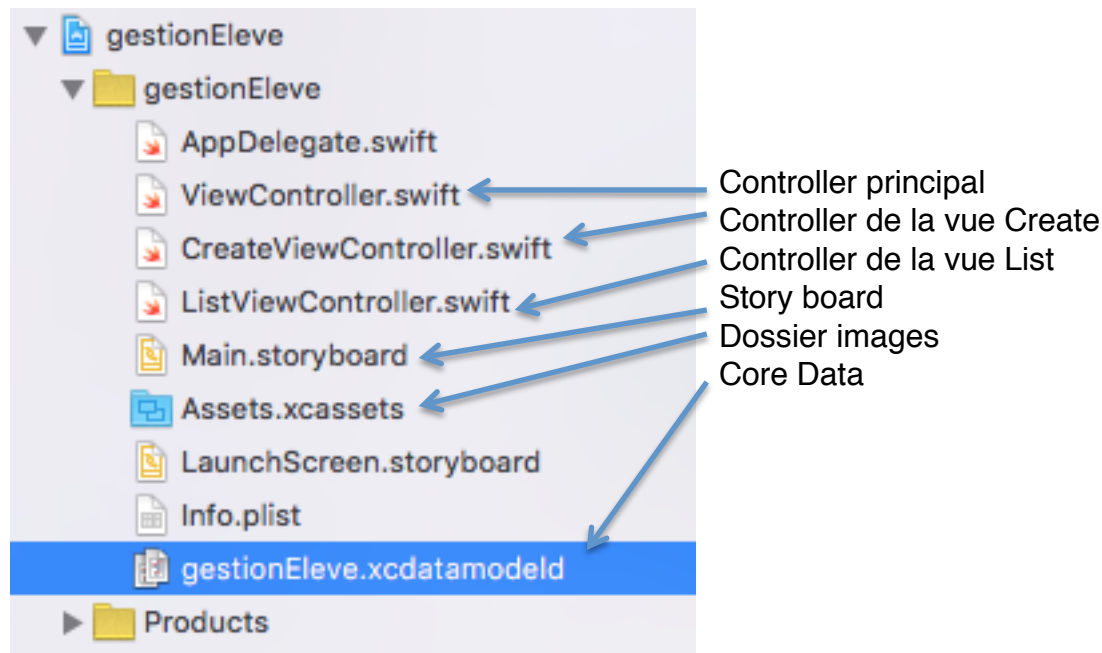 gestionEleve
gestionEleve
AppDelegate.swift
ViewController.swift
CreateViewController.swift
ListViewController.swift
Main.storyboard
Assets.xcassets
LaunchScreen.storyboard
Info.plist
gestionEleve.xcdatamodeld
Products
Controller principal
Controller de la vue Create
Controller de la vue List
Story board
Dossier images
Core Data